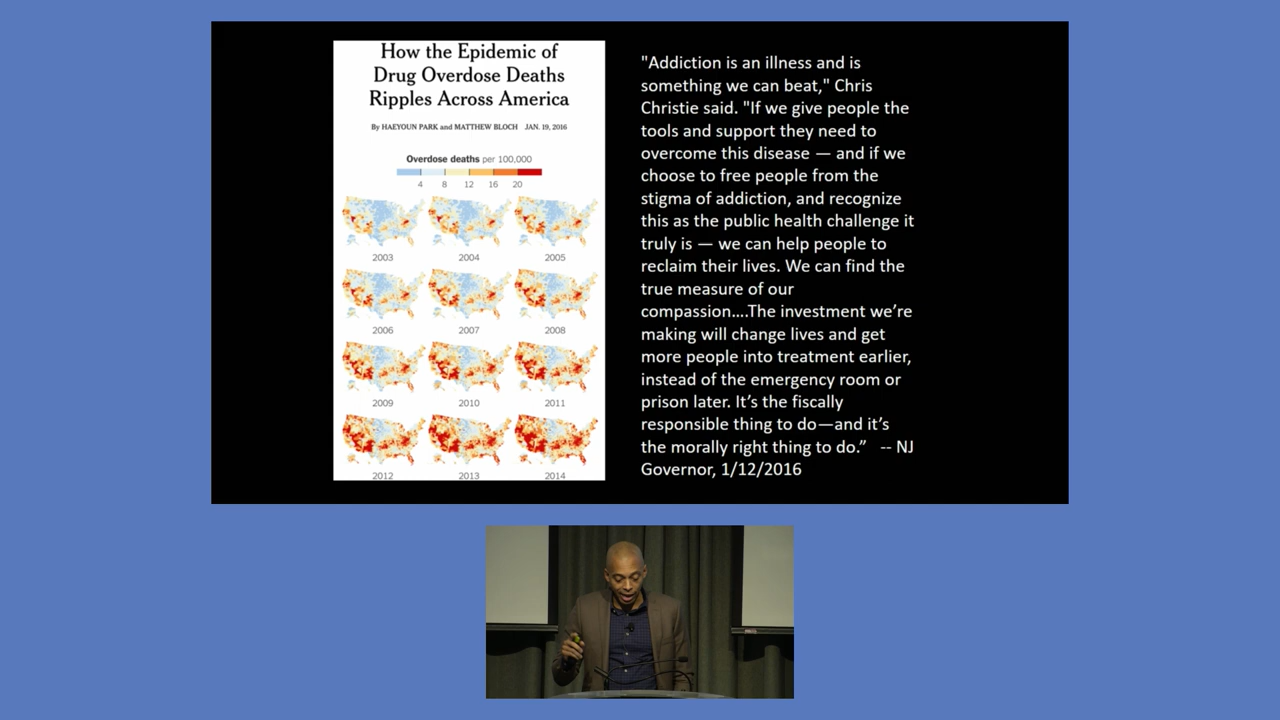 How the Epidemic of
Drug Overdose Deaths
Ripples Across America
By HAEYOUN PARK and MATTHEW BLOCH JAN. 19, 2016
Overdose deaths per 100,000
4 8 12 16 20
2003 2004 2005
2006 2007 2008
2009 2010 2011
2012 2013 2014
"Addiction is an illness and is
something we can beat," Chris
Christie said. "If we give people the
tools and support they need to
overcome this disease — and if we
choose to free people from the
stigma of addiction, and recognize
this as the public health challenge it
truly is — we can help people to
reclaim their lives. We can find the
true measure of our
compassion....The investment we’re
making will change lives and get
more people into treatment earlier,
instead of the emergency room or
prison later. It’s the fiscally
responsible thing to do—and it’s
the morally right thing to do.” -- NJ
Governor, 1/12/2016